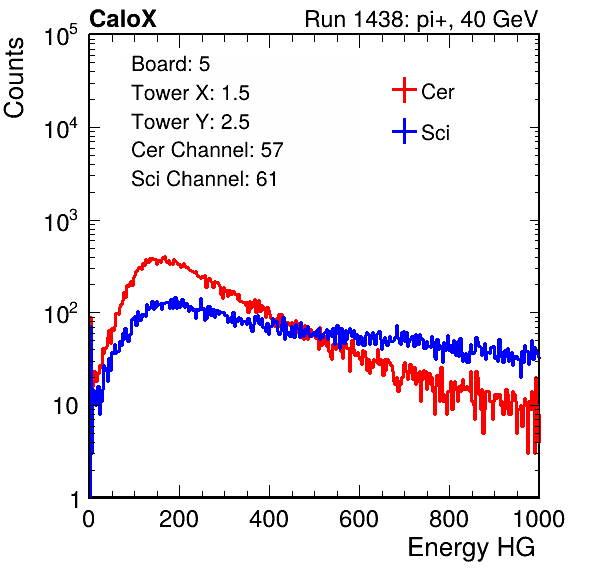 CaloX Run 1438: pi+, 40 GeV
Counts
Board: 5
Tower X: 1.5
Tower Y: 2.5
Cer Channel: 57
Sci Channel: 61
Cer
Sci
10^5
10^4
10^3
10^2
10
1
0 200 400 600 800 1000
Energy HG